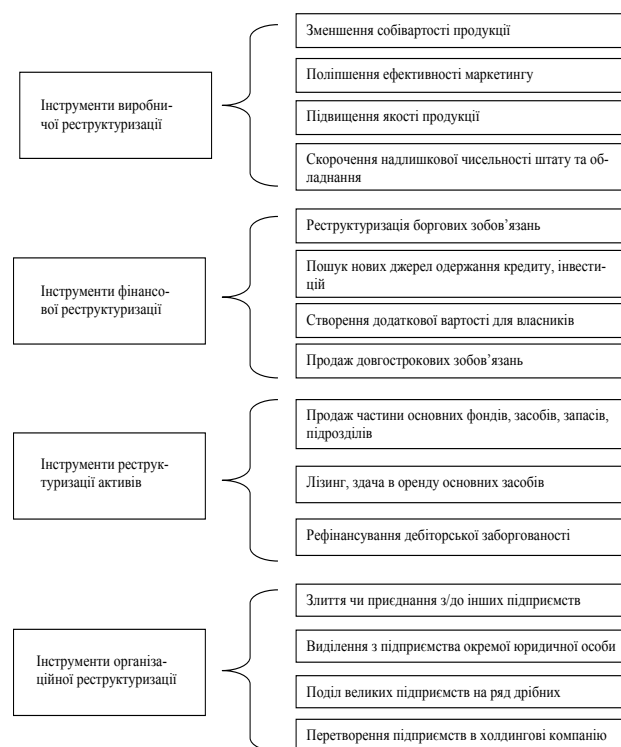 Інструменти виробни-
чої реструктуризації
Зменшення собівартості продукції
Поліпшення ефективності маркетингу
Підвищення якості продукції
Скорочення надлишкової чисельності штату та об-
ладнання
Інструменти фінансо-
вої реструктуризації
Реструктуризація боргових зобов’язань
Пошук нових джерел одержання кредиту, інвести-
цій
Створення додаткової вартості для власників
Продаж довгострокових зобов’язань
Інструменти реструк-
туризації активів
Продаж частини основних фондів, засобів, запасів,
підрозділів
Лізинг, здача в оренду основних засобів
Рефінансування дебіторської заборгованості
Інструменти організа-
ційної реструктуризації
Злиття чи приєднання з/до інших підприємств
Виділення з підприємства окремої юридичної особи
Поділ великих підприємств на ряд дрібних
Перетворення підприємств в холдингові компанію